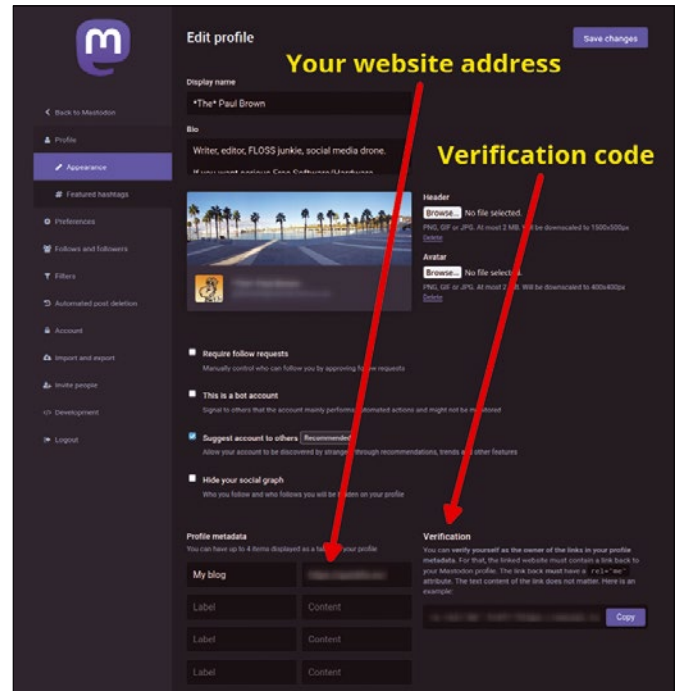 Edit profile
Save changes
Your website address
Display name
*The* Paul Brown
Back to Mastodon
Bio
Profile
Writer, editor, FLOSS junkie, social media drone.
If you want serious Free Software/Hardware
Verification code
Appearance
Featured hashtags
Header
Browse... No file selected.
PNG, GIF or JPG. At most 2 MB. Will be downscaled to 1500x500px
Delete
Preferences
Follows and followers
Avatar
Browse... No file selected.
PNG, GIF or JPG. At most 2 MB. Will be downscaled to 400x400px
Delete
Filters
Automated post deletion
Account
Import and export
Invite people
Development
Logout
Require follow requests
Manually control who can follow you by approving follow requests
This is a bot account
Signal to others that the account mainly performs automated actions and might not be monitored
Suggest account to others Recommended
Allow your account to be discovered by strangers through recommendations, trends and other features
Hide your social graph
Who you follow and who follows you will be hidden on your profile
Profile metadata
You can have up to 4 items displayed as a table on your profile
My blog
Label Content
Label Content
Label Content
Verification
You can verify yourself as the owner of the links in your profile
metadata. For that, the linked website must contain a link back to
your Mastodon profile. The link back must have a rel="me"
attribute. The text content of the link does not matter. Here is an
example:
Copy